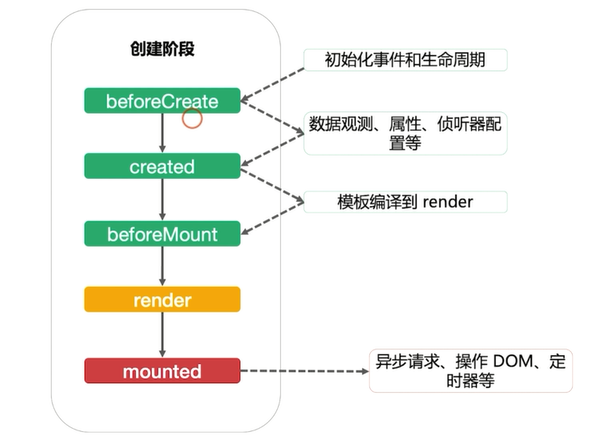 创建阶段
初始化事件和生命周期
beforeCreate
数据观测、属性、侦听器配
置等
created
模板编译到 render
beforeMount
render
异步请求、操作 DOM、定
时器等
mounted